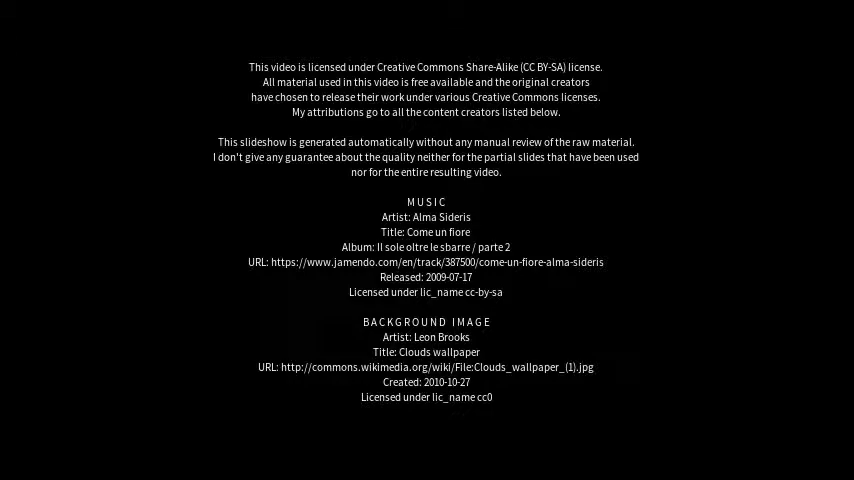 This video is licensed under Creative Commons Share-Alike (CC BY-SA) license.
All material used in this video is free available and the original creators
have chosen to release their work under various Creative Commons licenses.
My attributions go to all the content creators listed below.
This slideshow is generated automatically without any manual review of the raw material.
I don't give any guarantee about the quality neither for the partial slides that have been used
nor for the entire resulting video.
M U S I C
Artist: Alma Sideris
Title: Come un fiore
Album: Il sole oltre le sbarre / parte 2
URL: https://www.jamendo.com/en/track/387500/come-un-fiore-alma-sideris
Released: 2009-07-17
Licensed under lic_name cc-by-sa
B A C K G R O U N D   I M A G E
Artist: Leon Brooks
Title: Clouds wallpaper
URL: http://commons.wikimedia.org/wiki/File:Clouds_wallpaper_(1).jpg
Created: 2010-10-27
Licensed under lic_name cc0